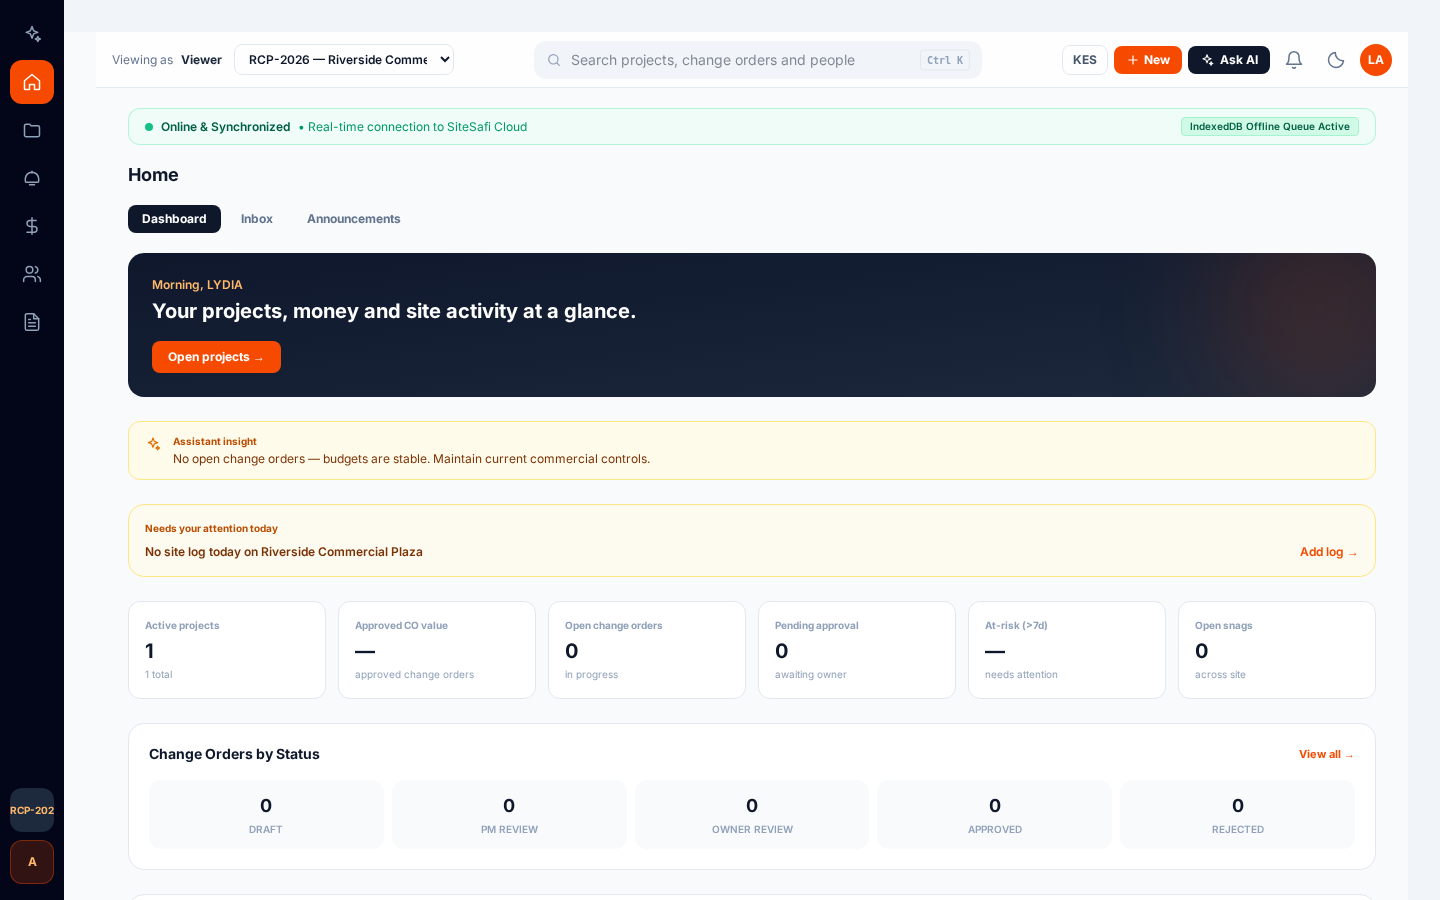 Viewing as Viewer
RCP-2026 — Riverside Comme
Search projects, change orders and people
Ctrl K
KES
+ New
Ask AI
LA
Online & Synchronized • Real-time connection to SiteSafi Cloud
IndexedDB Offline Queue Active
Home
Dashboard
Inbox
Announcements
Morning, LYDIA
Your projects, money and site activity at a glance.
Open projects →
Assistant insight
No open change orders — budgets are stable. Maintain current commercial controls.
Needs your attention today
No site log today on Riverside Commercial Plaza
Add log →
Active projects
1
1 total
Approved CO value
—
approved change orders
Open change orders
0
in progress
Pending approval
0
awaiting owner
At-risk (>7d)
—
needs attention
Open snags
0
across site
Change Orders by Status
View all →
0
DRAFT
0
PM REVIEW
0
OWNER REVIEW
0
APPROVED
0
REJECTED
RCP-202
A